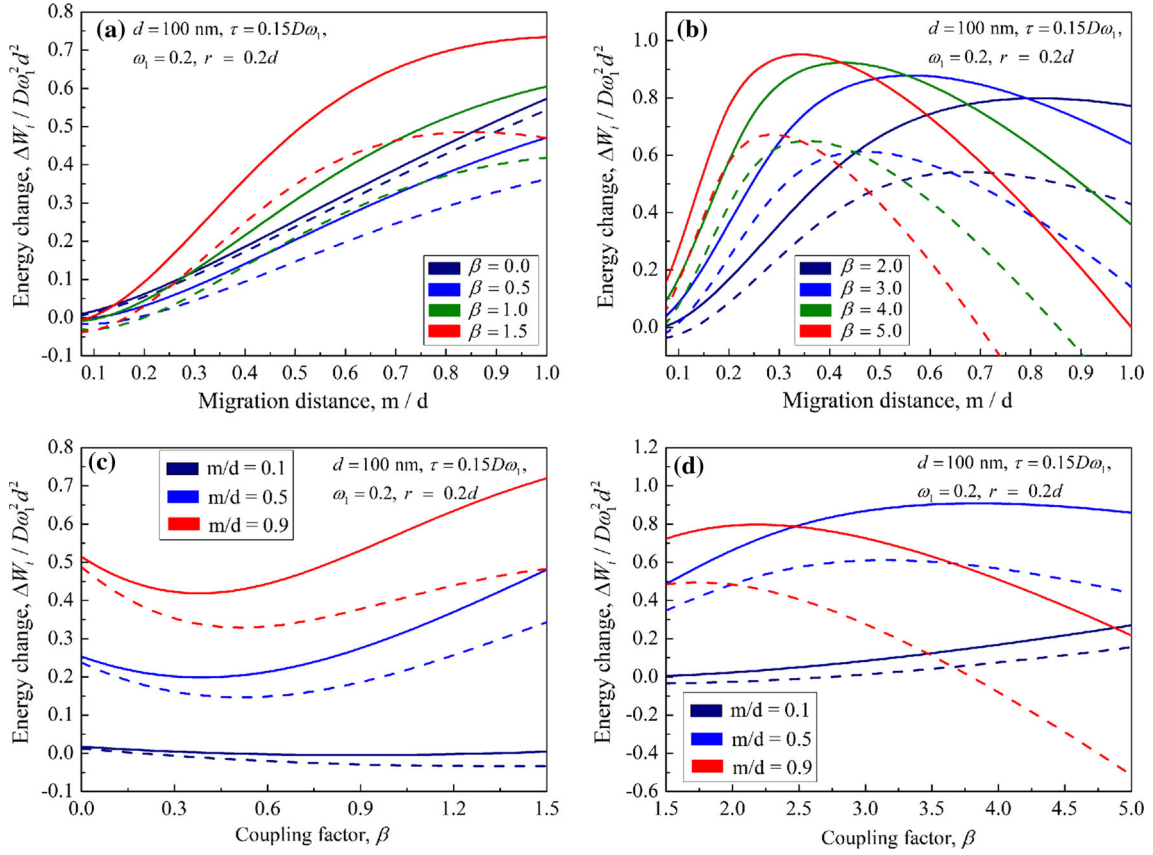 (a)
d = 100 nm, τ = 0.15Dω₁,
ω₁ = 0.2, r = 0.2d
0.8
0.7
0.6
0.5
0.4
0.3
0.2
0.1
0.0
-0.1
Energy change, ΔWᵢ / Dω₁²d²
β = 0.0
β = 0.5
β = 1.0
β = 1.5
0.1 0.2 0.3 0.4 0.5 0.6 0.7 0.8 0.9 1.0
Migration distance, m / d
(b)
d = 100 nm, τ = 0.15Dω₁,
ω₁ = 0.2, r = 0.2d
1.0
0.8
0.6
0.4
0.2
0.0
Energy change, ΔWᵢ / Dω₁²d²
β = 2.0
β = 3.0
β = 4.0
β = 5.0
0.1 0.2 0.3 0.4 0.5 0.6 0.7 0.8 0.9 1.0
Migration distance, m / d
(c)
m/d = 0.1
m/d = 0.5
m/d = 0.9
d = 100 nm, τ = 0.15Dω₁,
ω₁ = 0.2, r = 0.2d
0.8
0.7
0.6
0.5
0.4
0.3
0.2
0.1
0.0
-0.1
Energy change, ΔWᵢ / Dω₁²d²
0.0 0.3 0.6 0.9 1.2 1.5
Coupling factor, β
(d)
d = 100 nm, τ = 0.15Dω₁,
ω₁ = 0.2, r = 0.2d
1.2
1.0
0.8
0.6
0.4
0.2
0.0
-0.2
-0.4
-0.6
Energy change, ΔWᵢ / Dω₁²d²
m/d = 0.1
m/d = 0.5
m/d = 0.9
1.5 2.0 2.5 3.0 3.5 4.0 4.5 5.0
Coupling factor, β